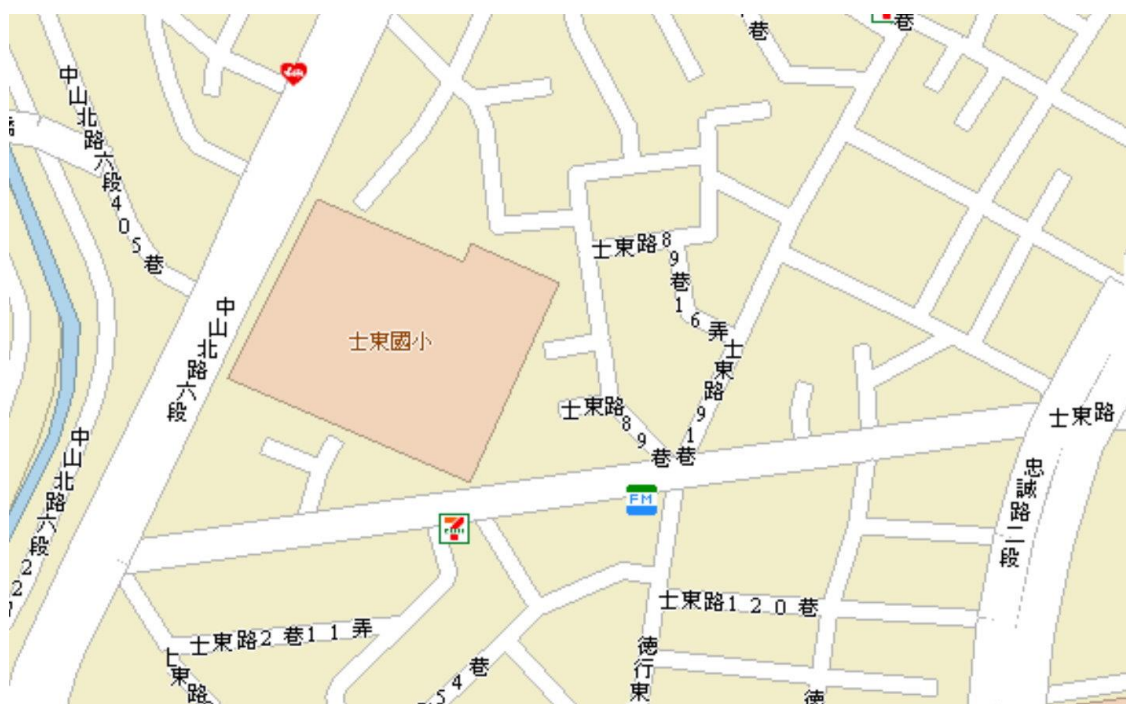 巷
巷
中山北路六段405巷
士東路89巷16弄
士東國小
中山北路六段
士東路91巷
士東路89巷
士東路
中山北路六段22
忠誠路二段
FM
士東路120巷
士東路2巷11弄
德行東
士東路
54巷
德